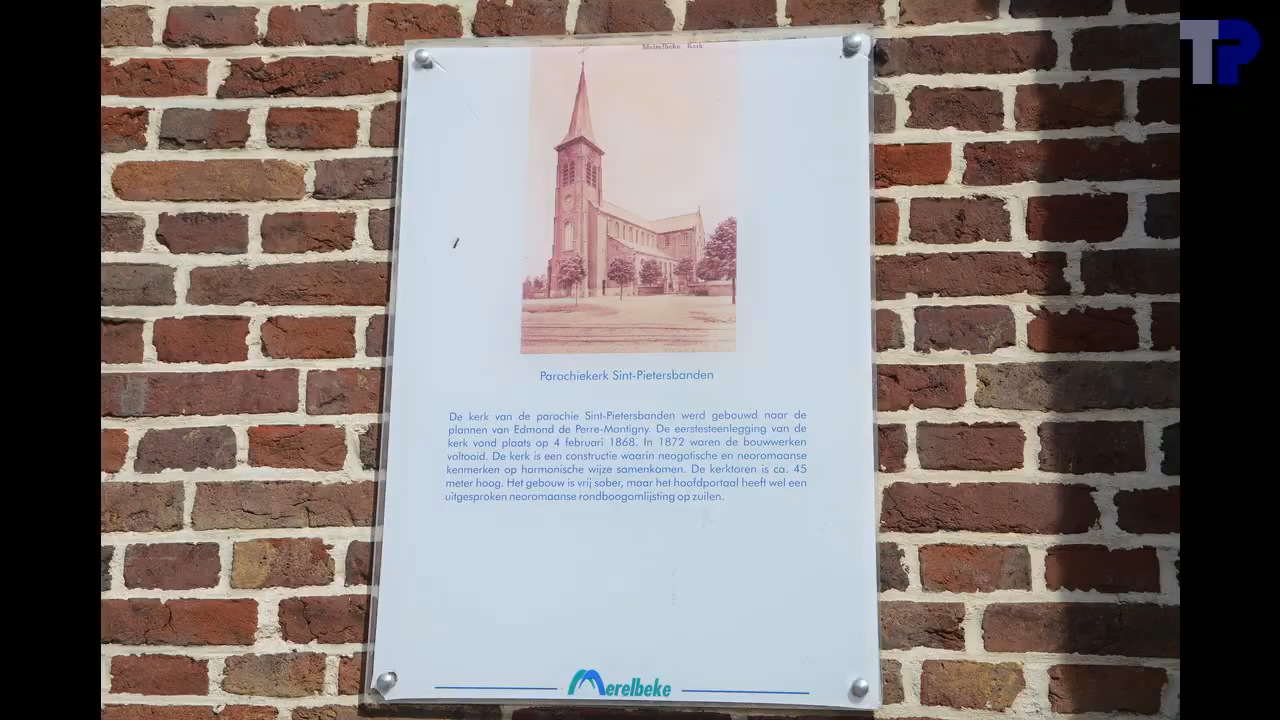 TP
Meirelbeke Kerk
Parochiekerk Sint-Pietersbanden
De kerk van de parochie Sint-Pietersbanden werd gebouwd naar de
plannen van Edmond de Perre-Montigny. De eerstesteenlegging van de
kerk vond plaats op 4 februari 1868. In 1872 waren de bouwwerken
voltooid. De kerk is een constructie waarin neogotische en neoromaanse
kenmerken op harmonische wijze samenkomen. De kerktoren is ca. 45
meter hoog. Het gebouw is vrij sober, maar het hoofdportaal heeft wel een
uitgesproken neoromaanse rondboogomlijsting op zuilen.
Merelbeke